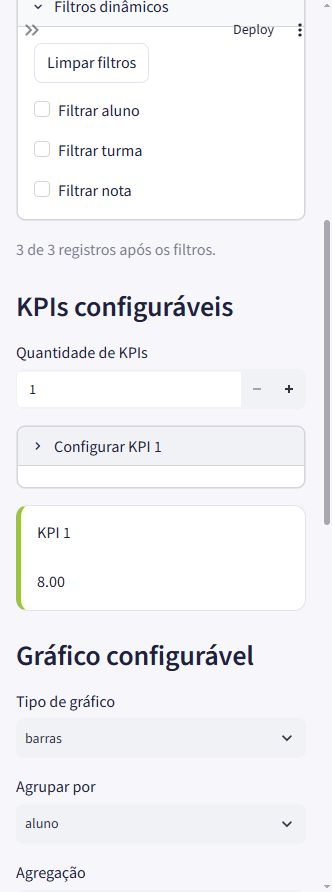 Filtros dinâmicos
Deploy
Limpar filtros
Filtrar aluno
Filtrar turma
Filtrar nota
3 de 3 registros após os filtros.
KPIs configuráveis
Quantidade de KPIs
1
Configurar KPI 1
KPI 1
8.00
Gráfico configurável
Tipo de gráfico
barras
Agrupar por
aluno
Agregação